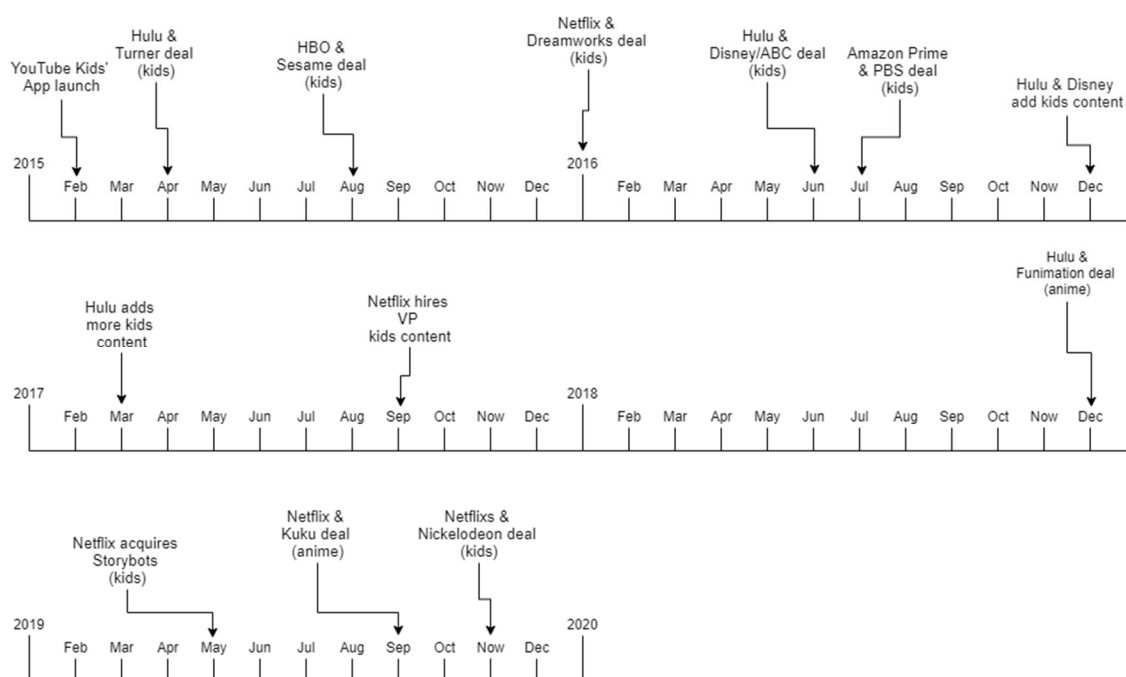 YouTube Kids'
App launch
Hulu &
Turner deal
(kids)
HBO &
Sesame deal
(kids)
Netflix &
Dreamworks deal
(kids)
Hulu &
Disney/ABC deal
(kids)
Amazon Prime
& PBS deal
(kids)
Hulu & Disney
add kids content
2015
Feb Mar Apr May Jun Jul Aug Sep Oct Now Dec
2016
Feb Mar Apr May Jun Jul Aug Sep Oct Now Dec
Hulu adds
more kids
content
Netflix hires
VP
kids content
Hulu &
Funimation deal
(anime)
2017
Feb Mar Apr May Jun Jul Aug Sep Oct Now Dec
2018
Feb Mar Apr May Jun Jul Aug Sep Oct Now Dec
Netflix acquires
Storybots
(kids)
Netflix &
Kuku deal
(anime)
Netflixs &
Nickelodeon deal
(kids)
2019
Feb Mar Apr May Jun Jul Aug Sep Oct Now Dec
2020